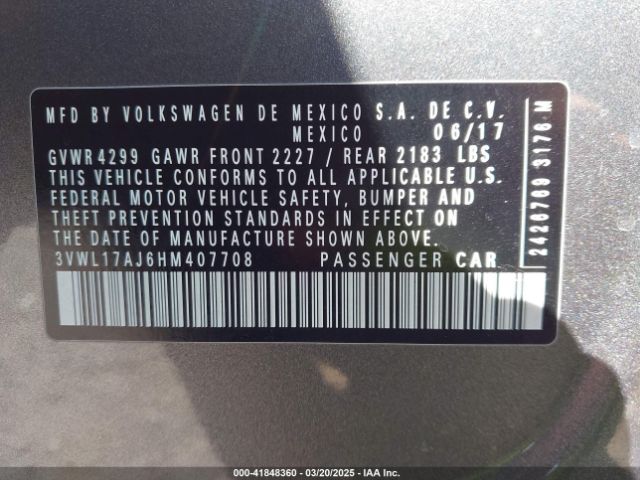 MFD BY VOLKSWAGEN DE MEXICO S.A. DE C.V.
MEXICO 06/17
GVWR 4299 GAWR FRONT 2227 / REAR 2183 LBS
THIS VEHICLE CONFORMS TO ALL APPLICABLE U.S.
FEDERAL MOTOR VEHICLE SAFETY, BUMPER AND
THEFT PREVENTION STANDARDS IN EFFECT ON
THE DATE OF MANUFACTURE SHOWN ABOVE.
3VWL17AJ6HM407708 PASSENGER CAR
2426769 3176 M
000-41848360 — 03/20/2025 — IAA Inc.